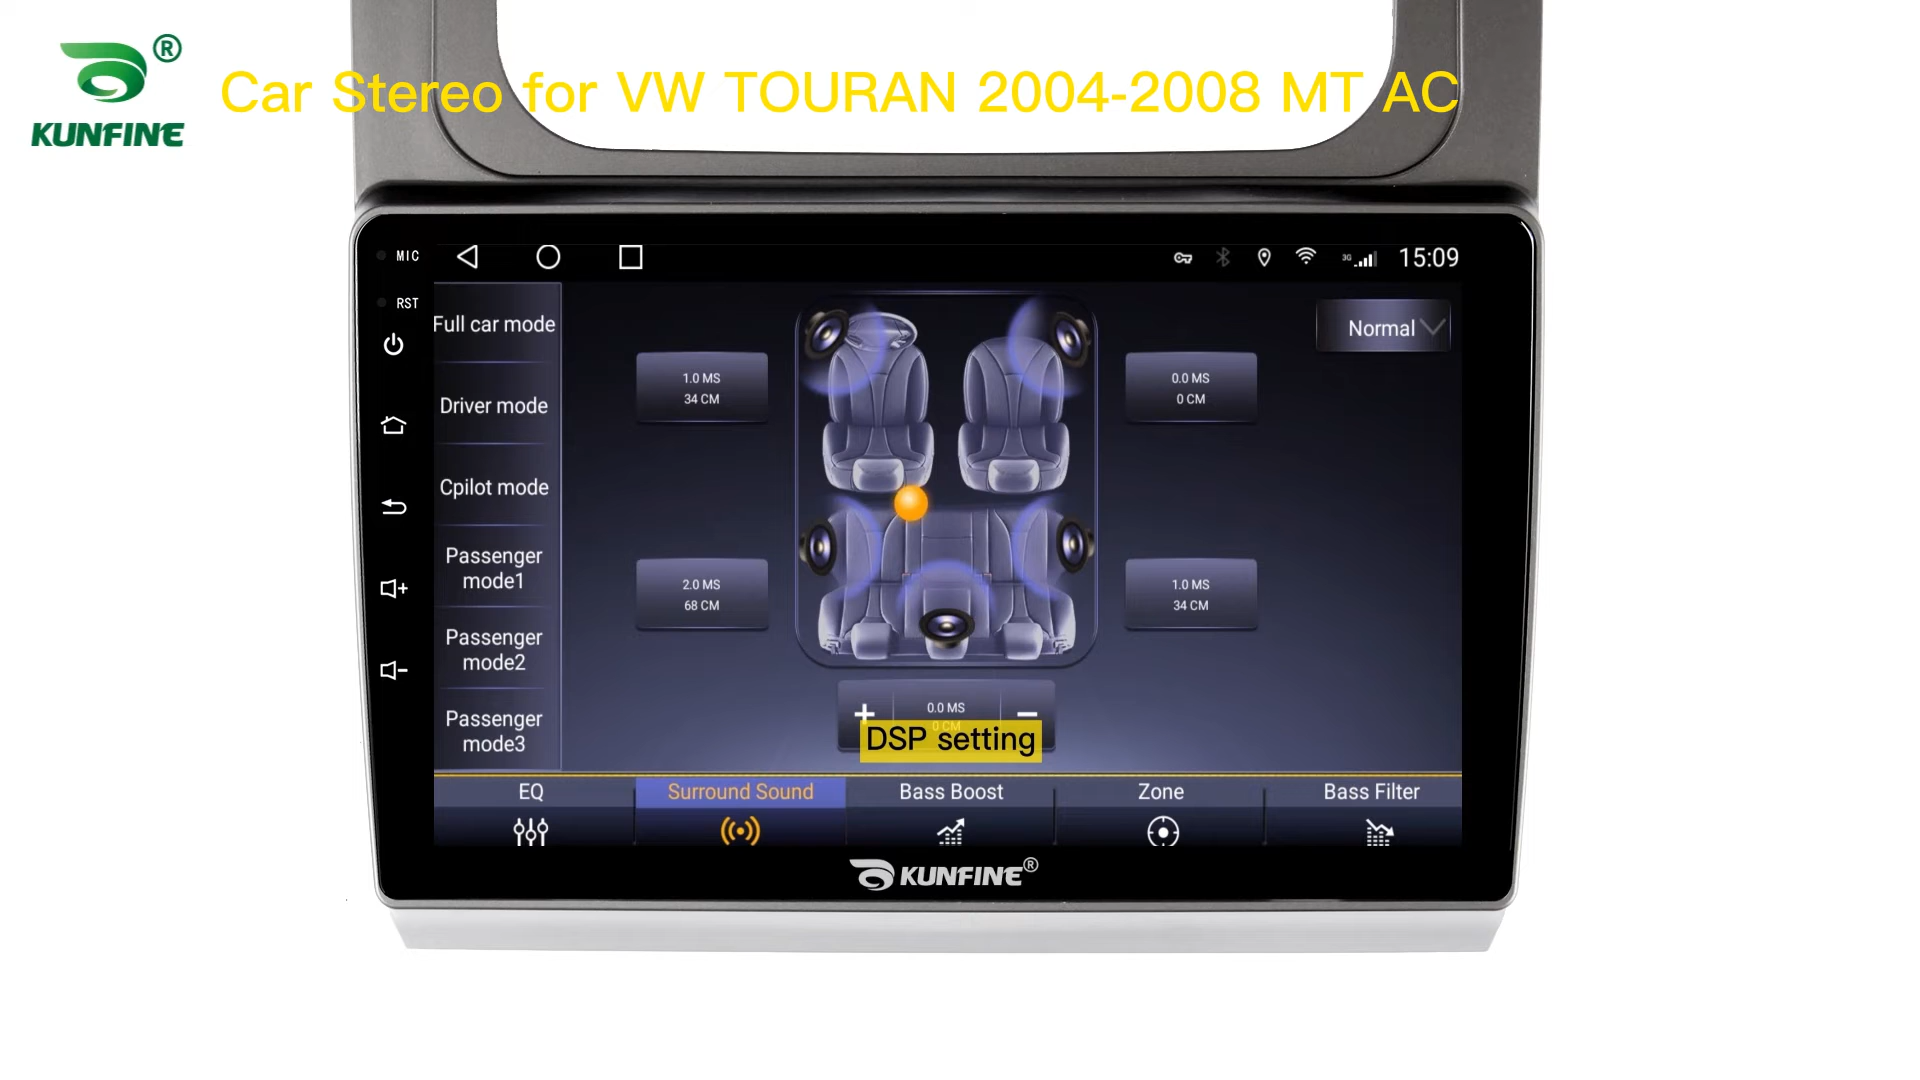 KUNFINE®
Car Stereo for VW TOURAN 2004-2008 MT AC
MIC
3G
15:09
RST
Full car mode
Driver mode
Cpilot mode
Passenger
mode1
Passenger
mode2
Passenger
mode3
Normal
1.0 MS
34 CM
0.0 MS
0 CM
2.0 MS
68 CM
1.0 MS
34 CM
+
0.0 MS
0 CM
−
DSP setting
EQ
Surround Sound
Bass Boost
Zone
Bass Filter
KUNFINE®